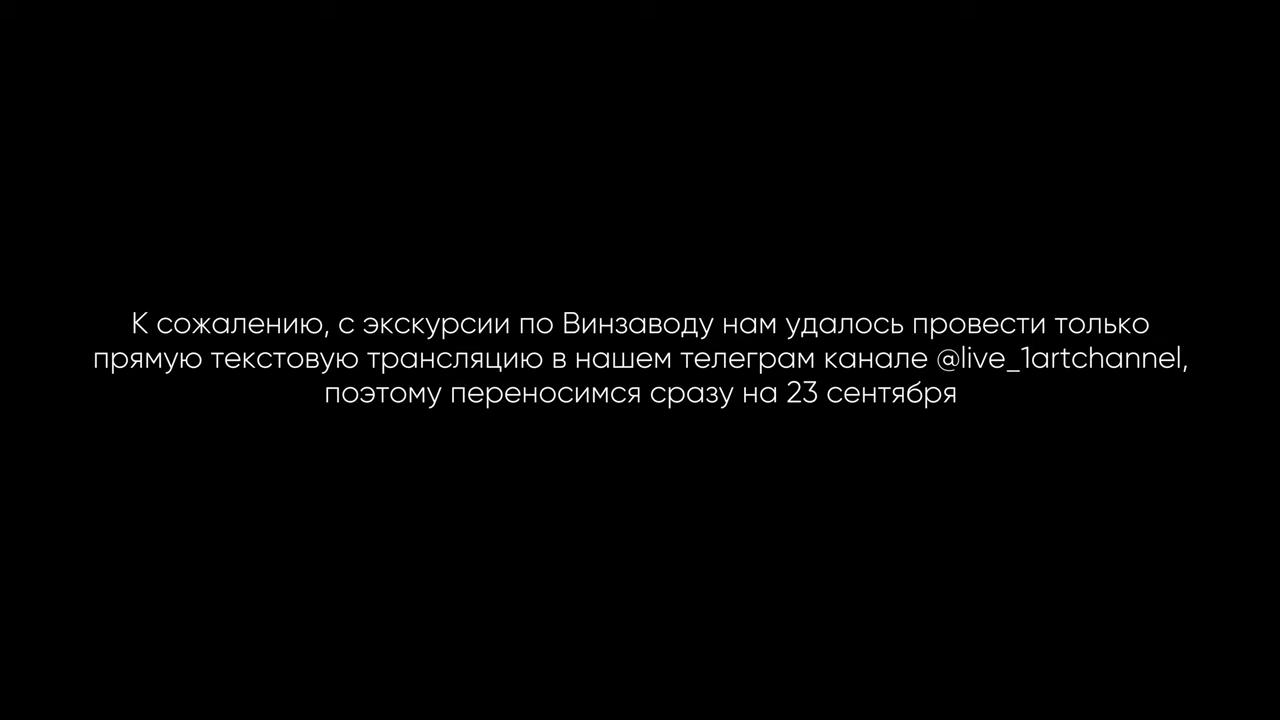 К сожалению, с экскурсии по Винзаводу нам удалось провести только
прямую текстовую трансляцию в нашем телеграм канале @live_1artchannel,
поэтому переносимся сразу на 23 сентября